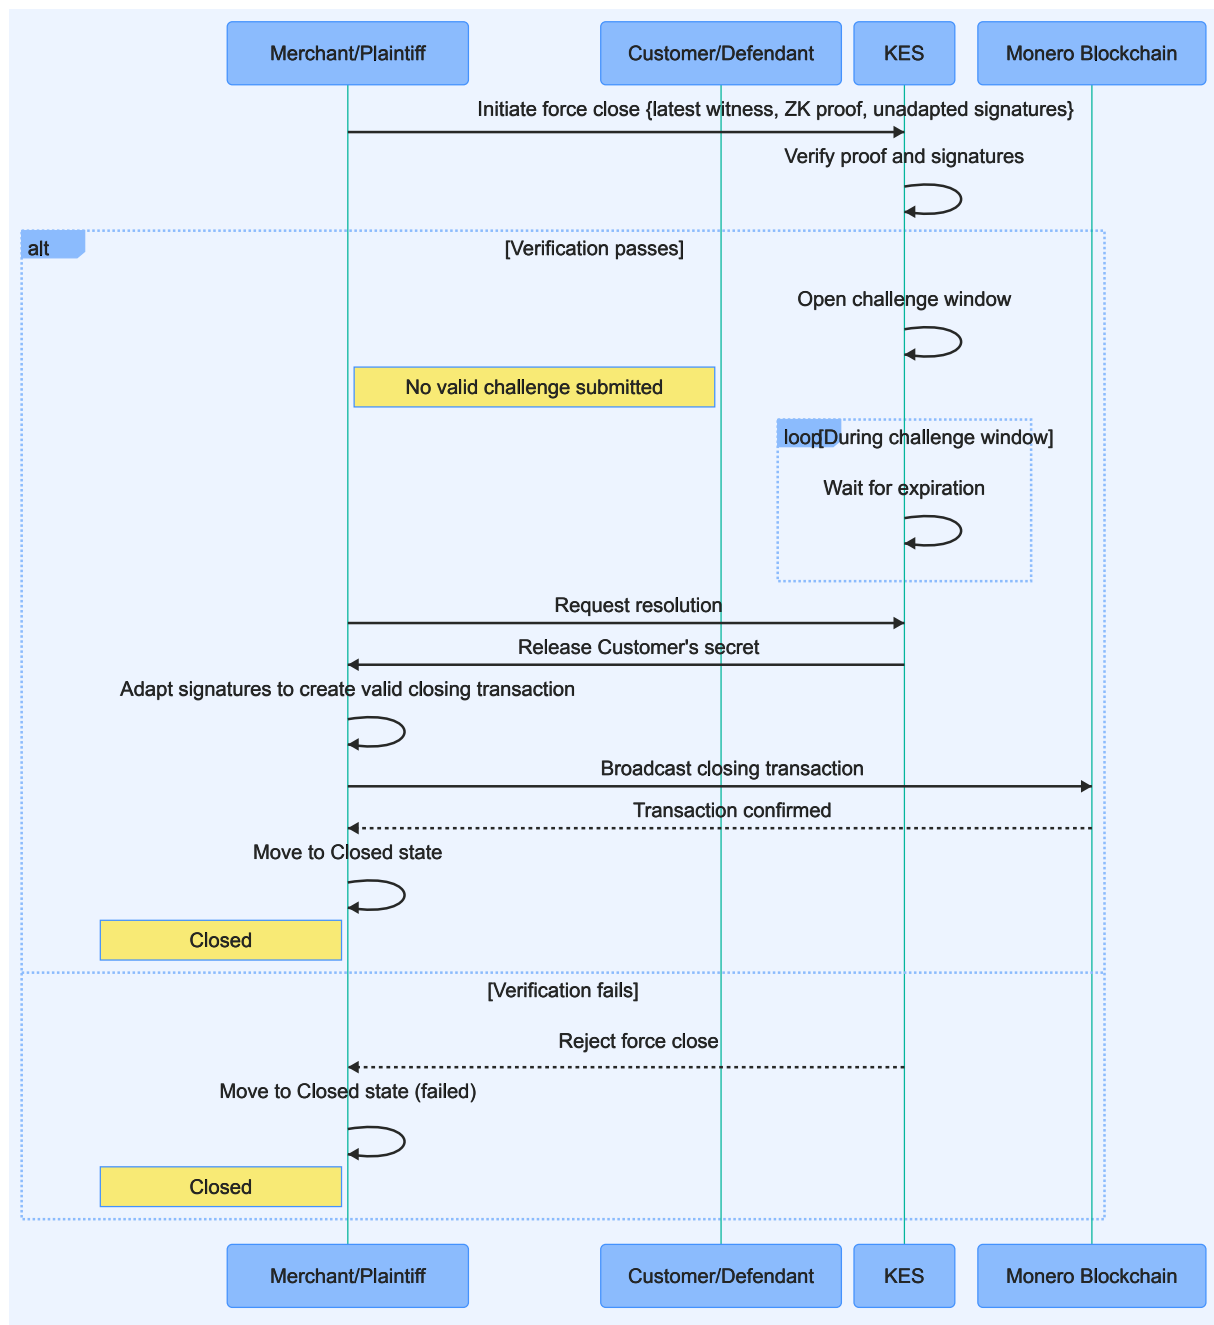 Merchant/Plaintiff
Customer/Defendant
KES
Monero Blockchain
Initiate force close {latest witness, ZK proof, unadapted signatures}
Verify proof and signatures
alt
[Verification passes]
Open challenge window
No valid challenge submitted
loop
[During challenge window]
Wait for expiration
Request resolution
Release Customer's secret
Adapt signatures to create valid closing transaction
Broadcast closing transaction
Transaction confirmed
Move to Closed state
Closed
[Verification fails]
Reject force close
Move to Closed state (failed)
Closed
Merchant/Plaintiff
Customer/Defendant
KES
Monero Blockchain